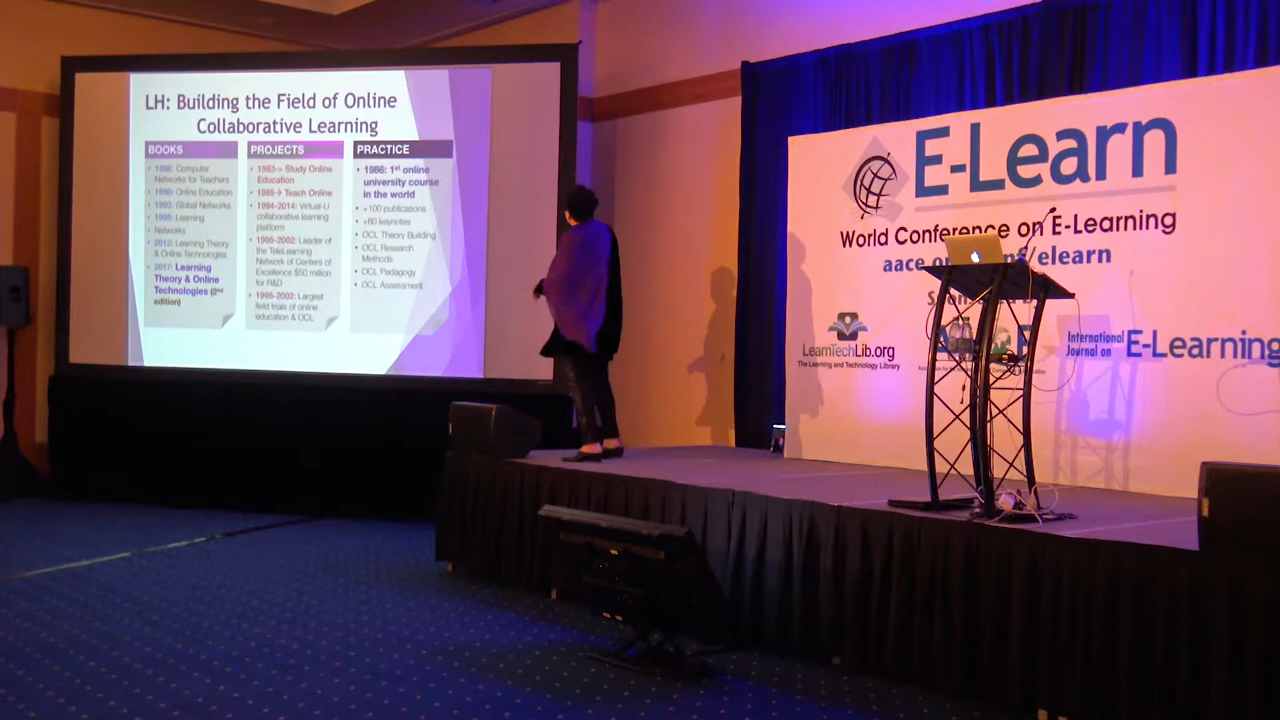 LH: Building the Field of Online
Collaborative Learning
BOOKS
• 1988: Computer
Networks for Teachers
• 1990: Online Education
• 1993: Global Networks
• 1995: Learning
• Networks
• 2012: Learning Theory
& Online Technologies
• 2017: Learning
Theory & Online
Technologies (2nd
edition)
PROJECTS
• 1983-> Study Online
Education
• 1985-> Teach Online
• 1994-2014: Virtual-U
collaborative learning
platform
• 1995-2002: Leader of
the TeleLearning
Network of Centers of
Excellence $50 million
for R&D
• 1995-2002: Largest
field trials of online
education & OCL
PRACTICE
• 1986: 1st online
university course
in the world
• +100 publications
• +60 keynotes
• OCL Theory Building
• OCL Research
Methods
• OCL Pedagogy
• OCL Assessment
E-Learn
World Conference on E-Learning
aace /elearn
LearnTechLib.org
The Learning and Technology Library
International
Journal on E-Learning